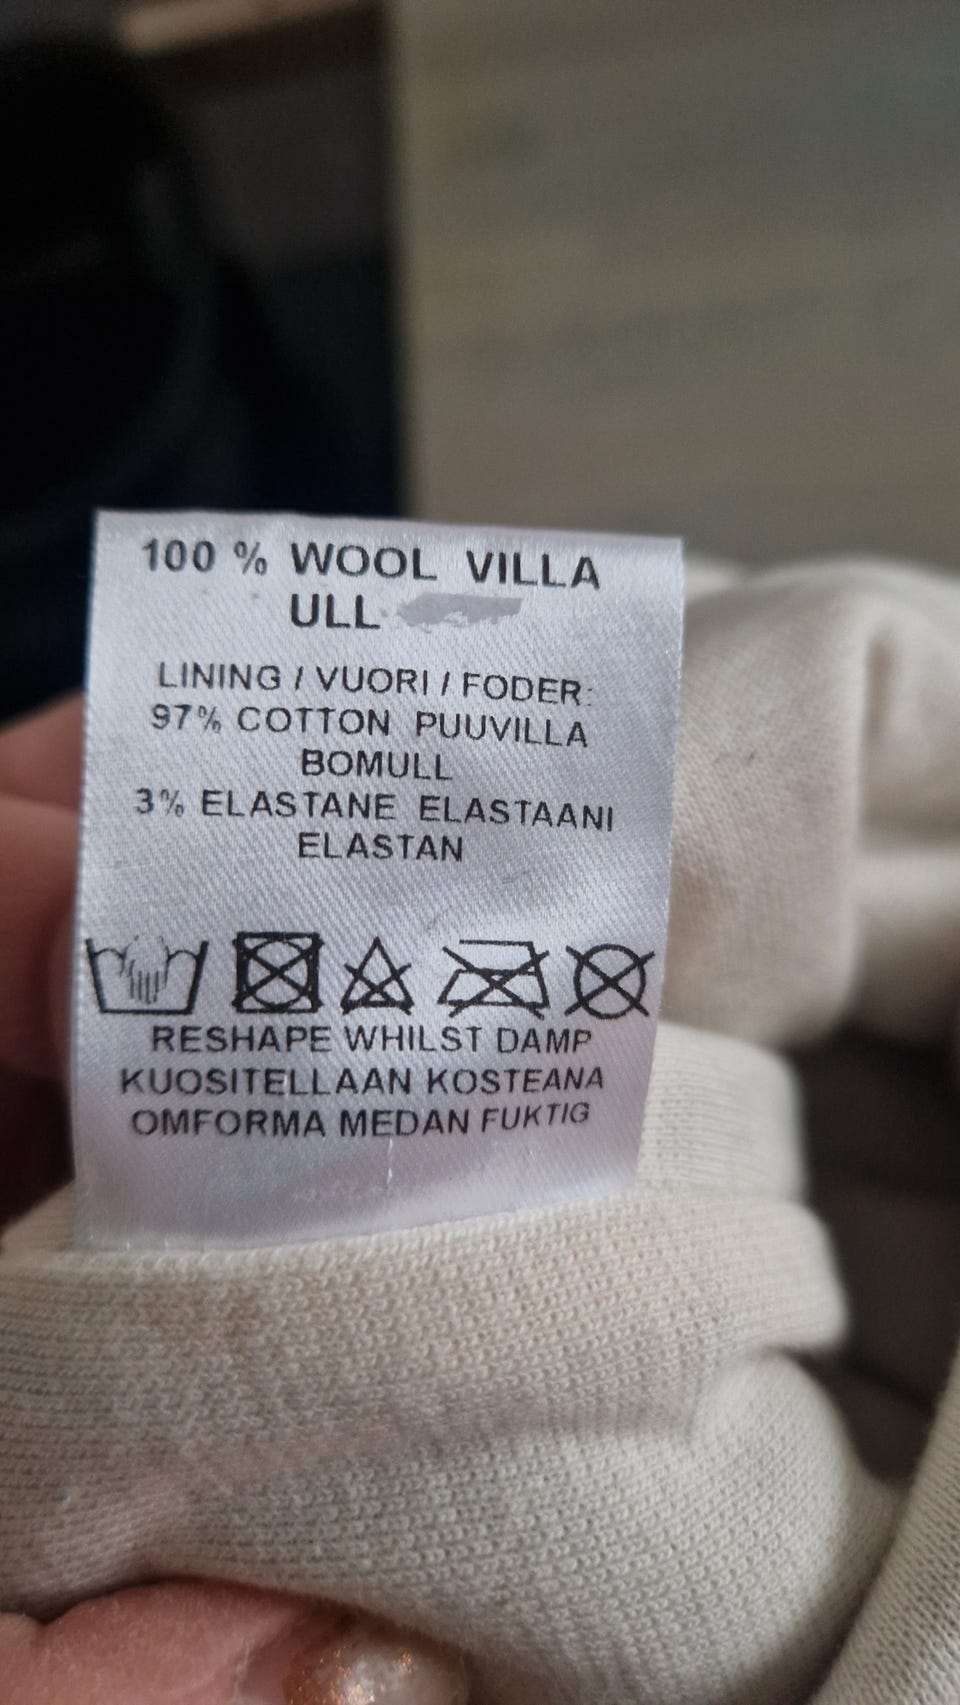 100 % WOOL VILLA
ULL
LINING / VUORI / FODER:
97% COTTON PUUVILLA
BOMULL
3% ELASTANE ELASTAANI
ELASTAN
RESHAPE WHILST DAMP
KUOSITELLAAN KOSTEANA
OMFORMA MEDAN FUKTIG